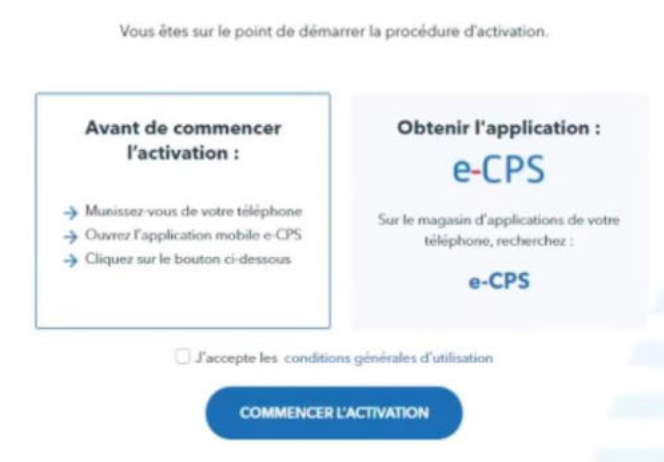 Vous êtes sur le point de démarrer la procédure d'activation.
Avant de commencer
l'activation :
→ Munissez-vous de votre téléphone
→ Ouvrez l'application mobile e-CPS
→ Cliquez sur le bouton ci-dessous
Obtenir l'application :
e-CPS
Sur le magasin d'applications de votre
téléphone, recherchez :
e-CPS
J'accepte les conditions générales d'utilisation
COMMENCER L'ACTIVATION